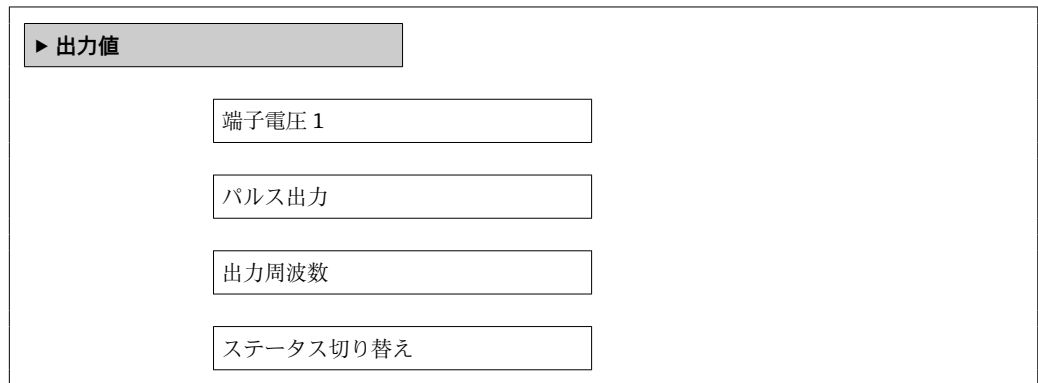 ▶ 出力値
端子電圧 1
パルス出力
出力周波数
ステータス切り替え